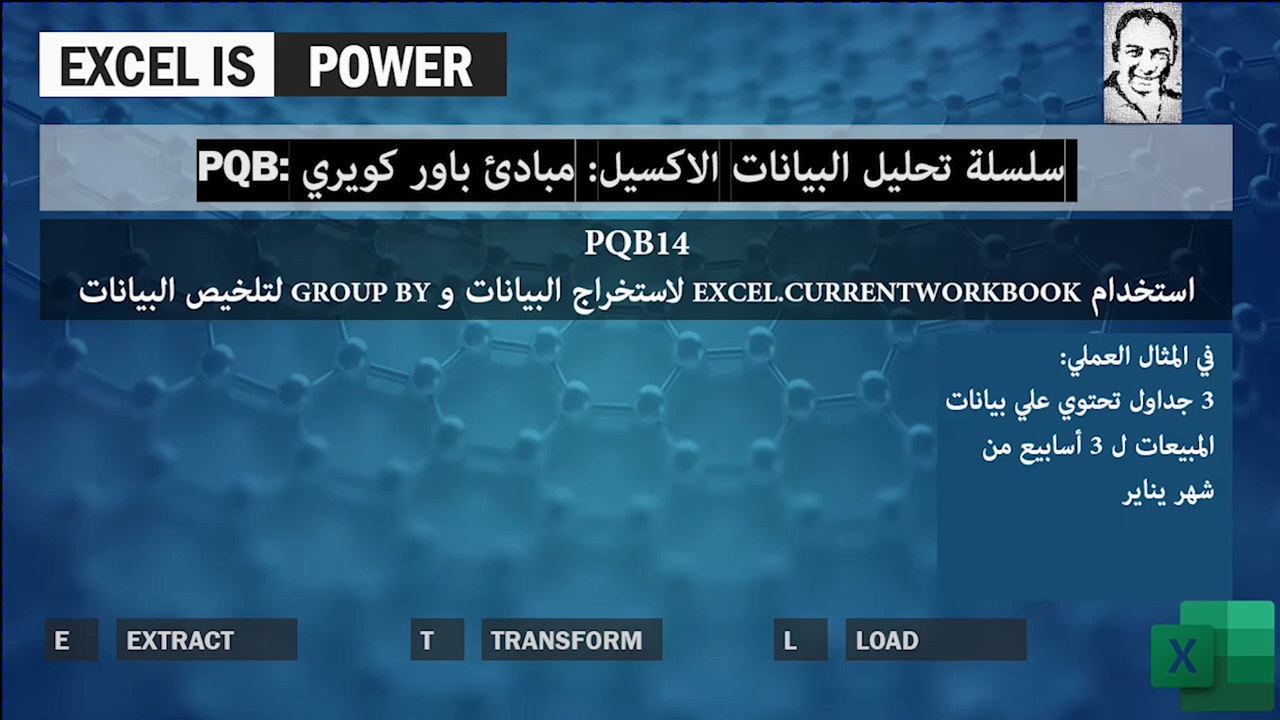 EXCEL IS POWER
سلسلة تحليل البيانات الاكسيل: مبادئ باور كويري PQB:
PQB14
استخدام EXCEL.CURRENTWORKBOOK لاستخراج البيانات و GROUP BY لتلخيص البيانات
في المثال العملي:
3 جداول تحتوي علي بيانات
المبيعات ل 3 أسابيع من
شهر يناير
E EXTRACT T TRANSFORM L LOAD
X